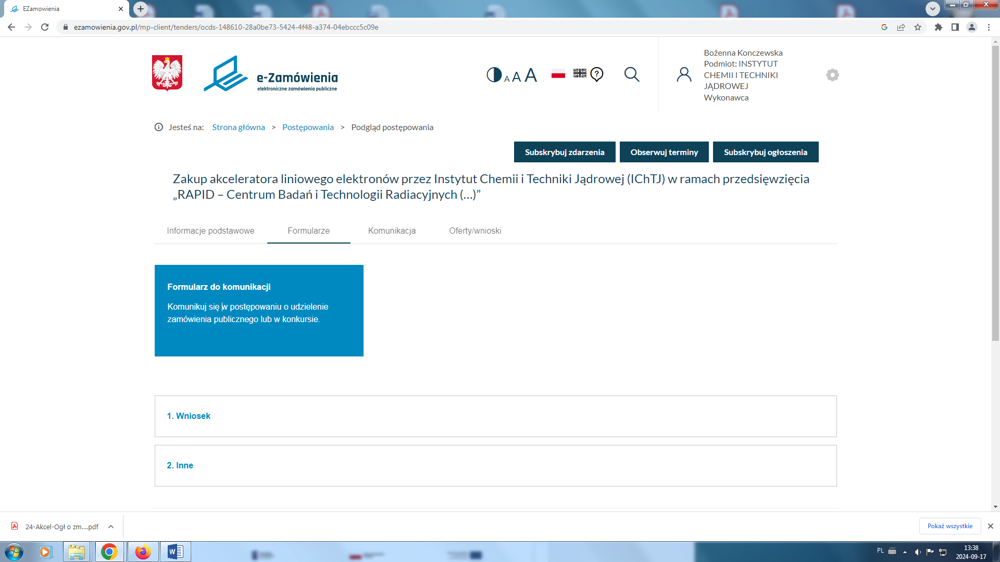 EZamowienia
ezamowienia.gov.pl/mp-client/tenders/ocds-148610-28a0be73-5424-4f48-a374-04ebccc5c09e
e-Zamówienia
elektroniczne zamówienia publiczne
A A A
?
Bożenna Konczewska
Podmiot: INSTYTUT
CHEMII I TECHNIKI
JĄDROWEJ
Wykonawca
Jesteś na: Strona główna > Postępowania > Podgląd postępowania
Subskrybuj zdarzenia Obserwuj terminy Subskrybuj ogłoszenia
Zakup akceleratora liniowego elektronów przez Instytut Chemii i Techniki Jądrowej (IChTJ) w ramach przedsięwzięcia
„RAPID – Centrum Badań i Technologii Radiacyjnych (...)”
Informacje podstawowe Formularze Komunikacja Oferty/wnioski
Formularz do komunikacji
Komunikuj się w postępowaniu o udzielenie
zamówienia publicznego lub w konkursie.
1. Wniosek
2. Inne
24-Akcel-Ogł o zm....pdf
Pokaż wszystkie
PL
13:38
2024-09-17